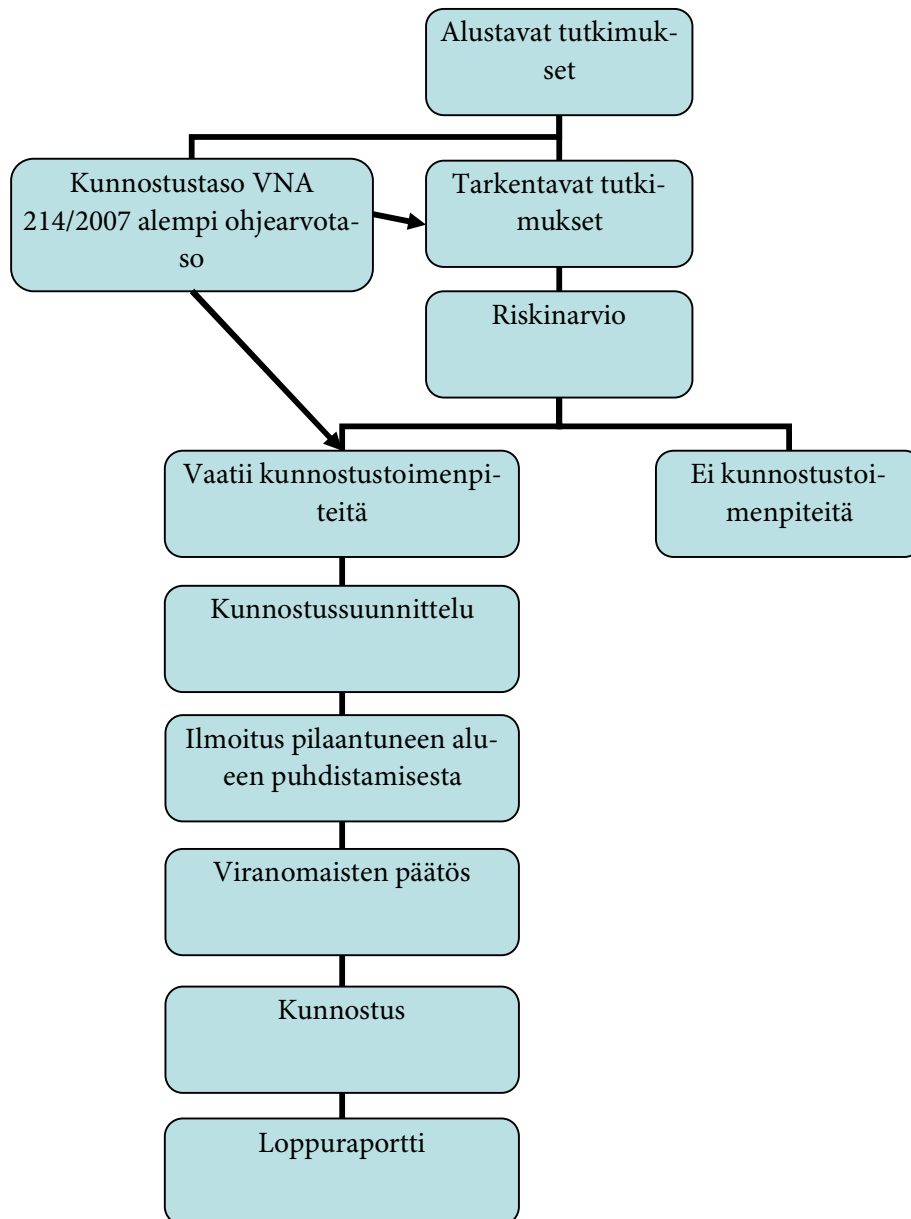 Alustavat tutkimuk-
set
Kunnostustaso VNA
214/2007 alempi ohjearvota-
so
Tarkentavat tutki-
mukset
Riskinarvio
Vaatii kunnostustoimenpi-
teitä
Ei kunnostustoi-
menpiteitä
Kunnostussuunnittelu
Ilmoitus pilaantuneen alu-
een puhdistamisesta
Viranomaisten päätös
Kunnostus
Loppuraportti